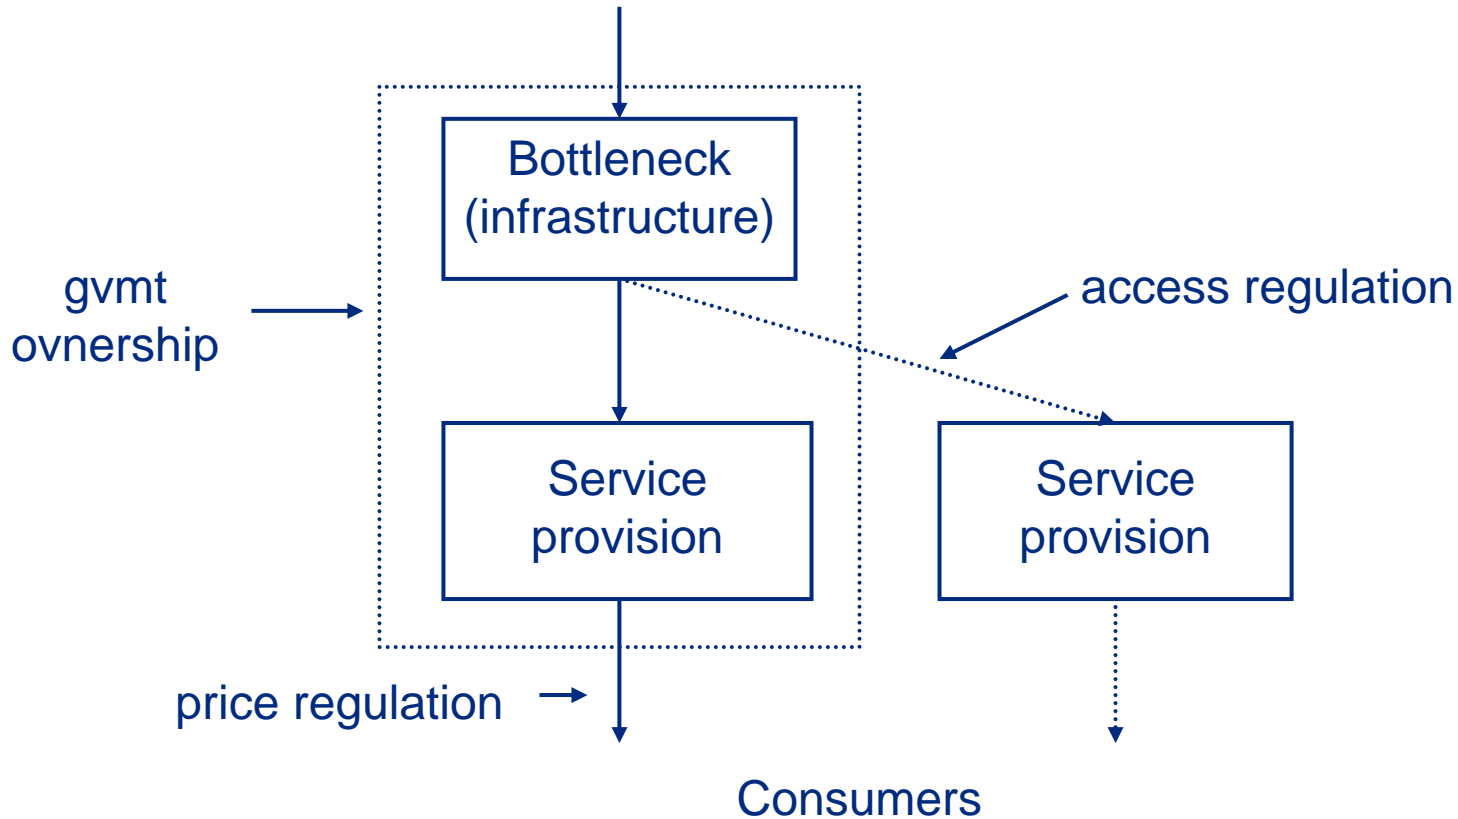 Bottleneck
(infrastructure)
gvmt
ovnership
access regulation
Service
provision
Service
provision
price regulation
Consumers